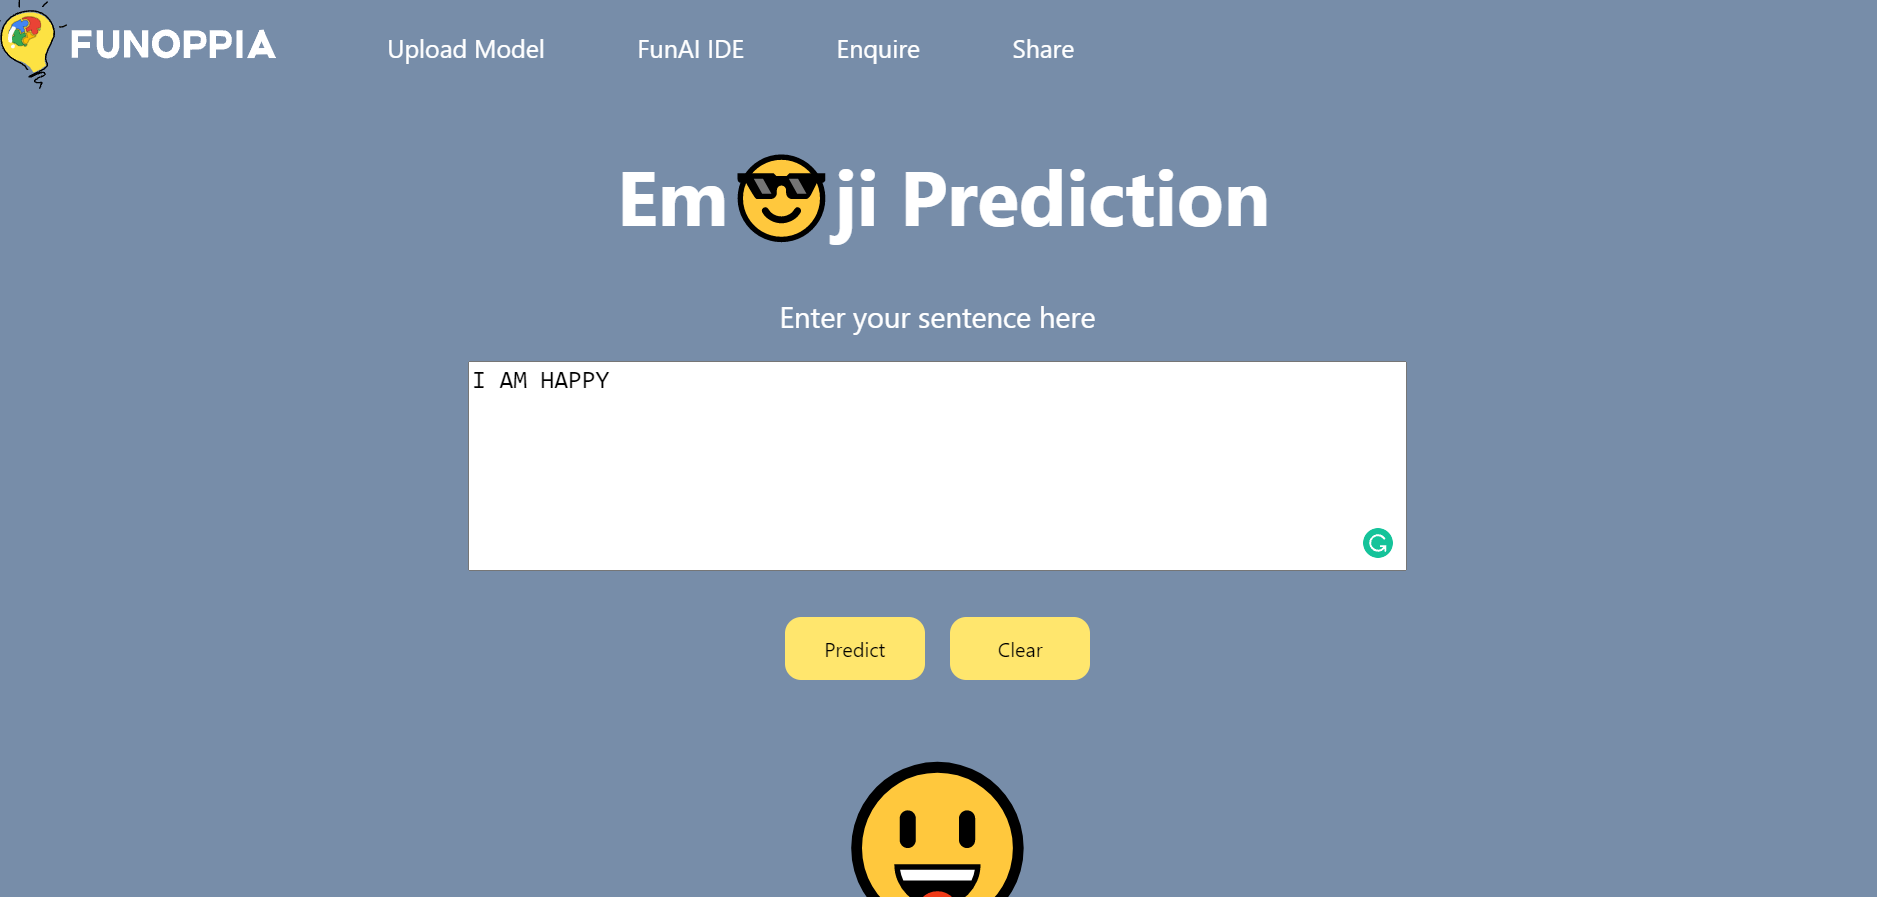 FUNOPPIA
Upload Model FunAI IDE Enquire Share
Em😎ji Prediction
Enter your sentence here
I AM HAPPY
Predict Clear